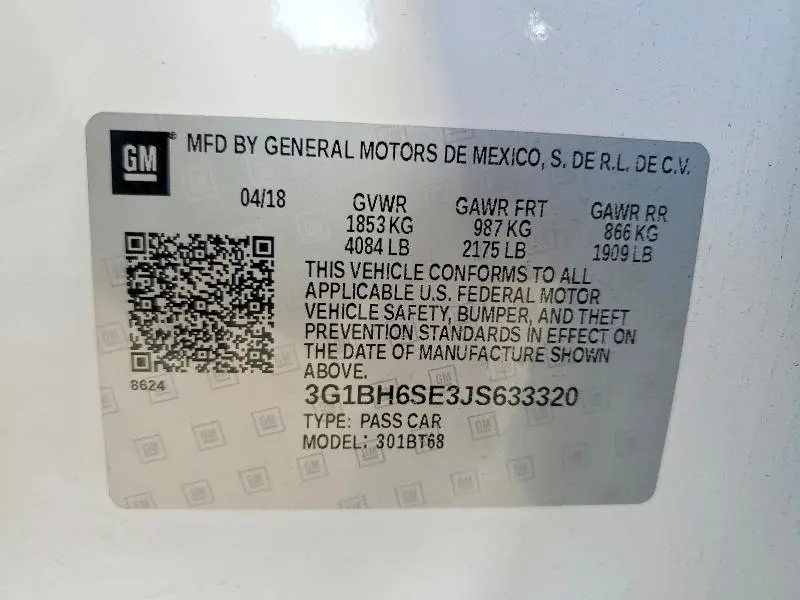 GM® MFD BY GENERAL MOTORS DE MEXICO, S. DE R.L. DE C.V.
04/18 GVWR GAWR FRT GAWR RR
1853 KG 987 KG 866 KG
4084 LB 2175 LB 1909 LB
THIS VEHICLE CONFORMS TO ALL
APPLICABLE U.S. FEDERAL MOTOR
VEHICLE SAFETY, BUMPER, AND THEFT
PREVENTION STANDARDS IN EFFECT ON
THE DATE OF MANUFACTURE SHOWN
ABOVE.
8624
3G1BH6SE3JS633320
TYPE: PASS CAR
MODEL: 301BT68